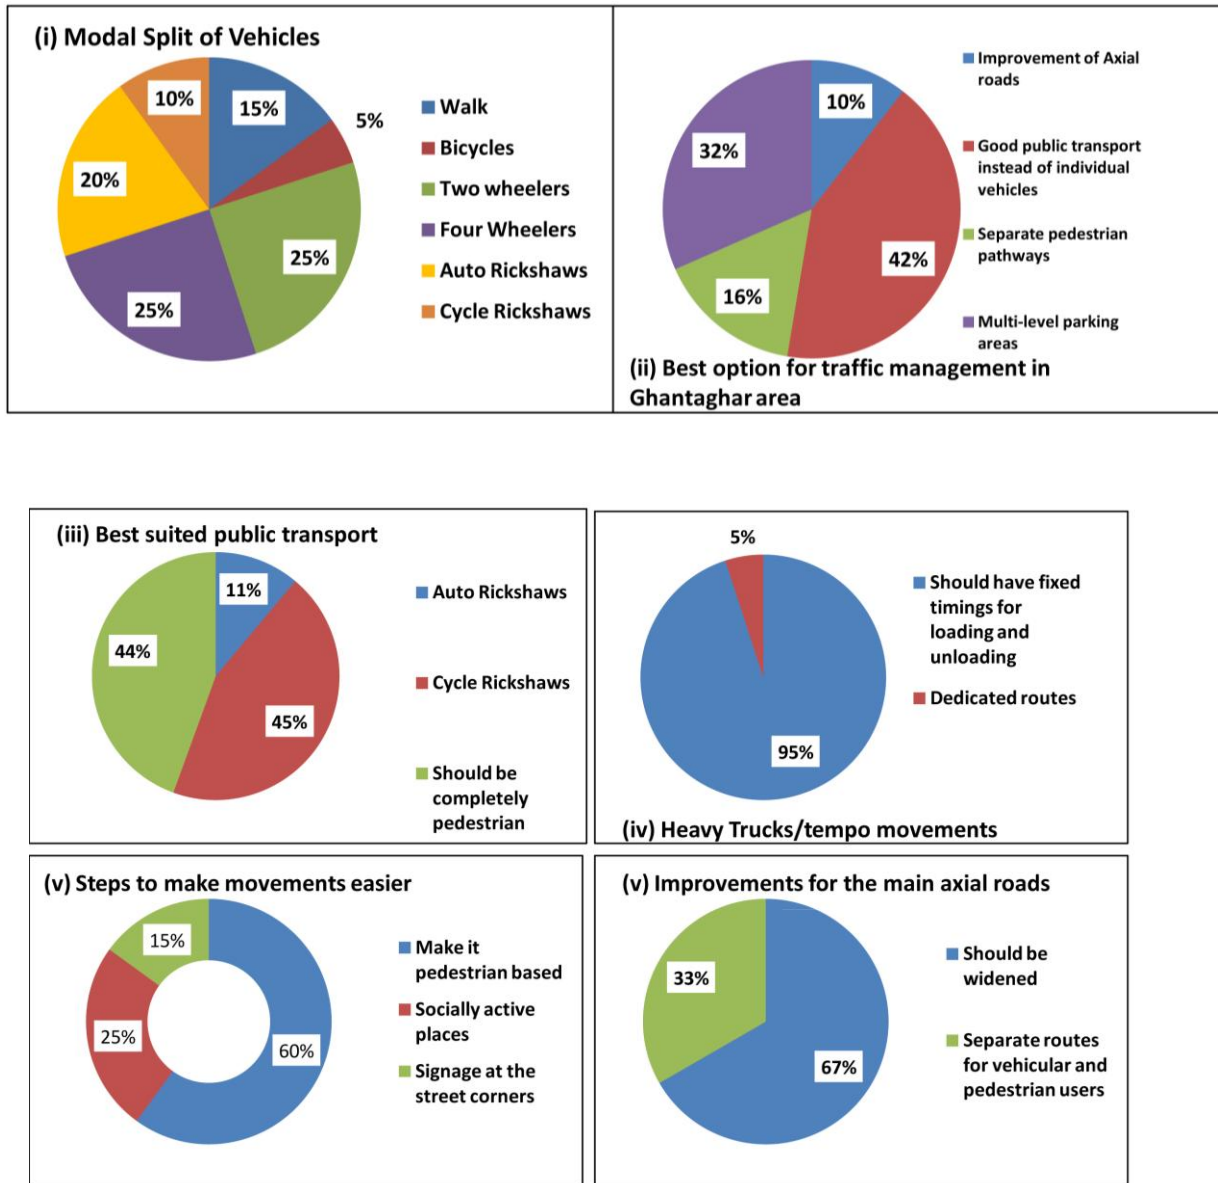 (i) Modal Split of Vehicles
10%
15%
5%
20%
25%
25%
Walk
Bicycles
Two wheelers
Four Wheelers
Auto Rickshaws
Cycle Rickshaws
10%
32%
42%
16%
Improvement of Axial
roads
Good public transport
instead of individual
vehicles
Separate pedestrian
pathways
Multi-level parking
areas
(ii) Best option for traffic management in
Ghantaghar area
(iii) Best suited public transport
11%
44%
45%
Auto Rickshaws
Cycle Rickshaws
Should be
completely
pedestrian
5%
95%
Should have fixed
timings for
loading and
unloading
Dedicated routes
(iv) Heavy Trucks/tempo movements
(v) Steps to make movements easier
15%
25%
60%
Make it
pedestrian based
Socially active
places
Signage at the
street corners
(v) Improvements for the main axial roads
33%
67%
Should be
widened
Separate routes
for vehicular and
pedestrian users